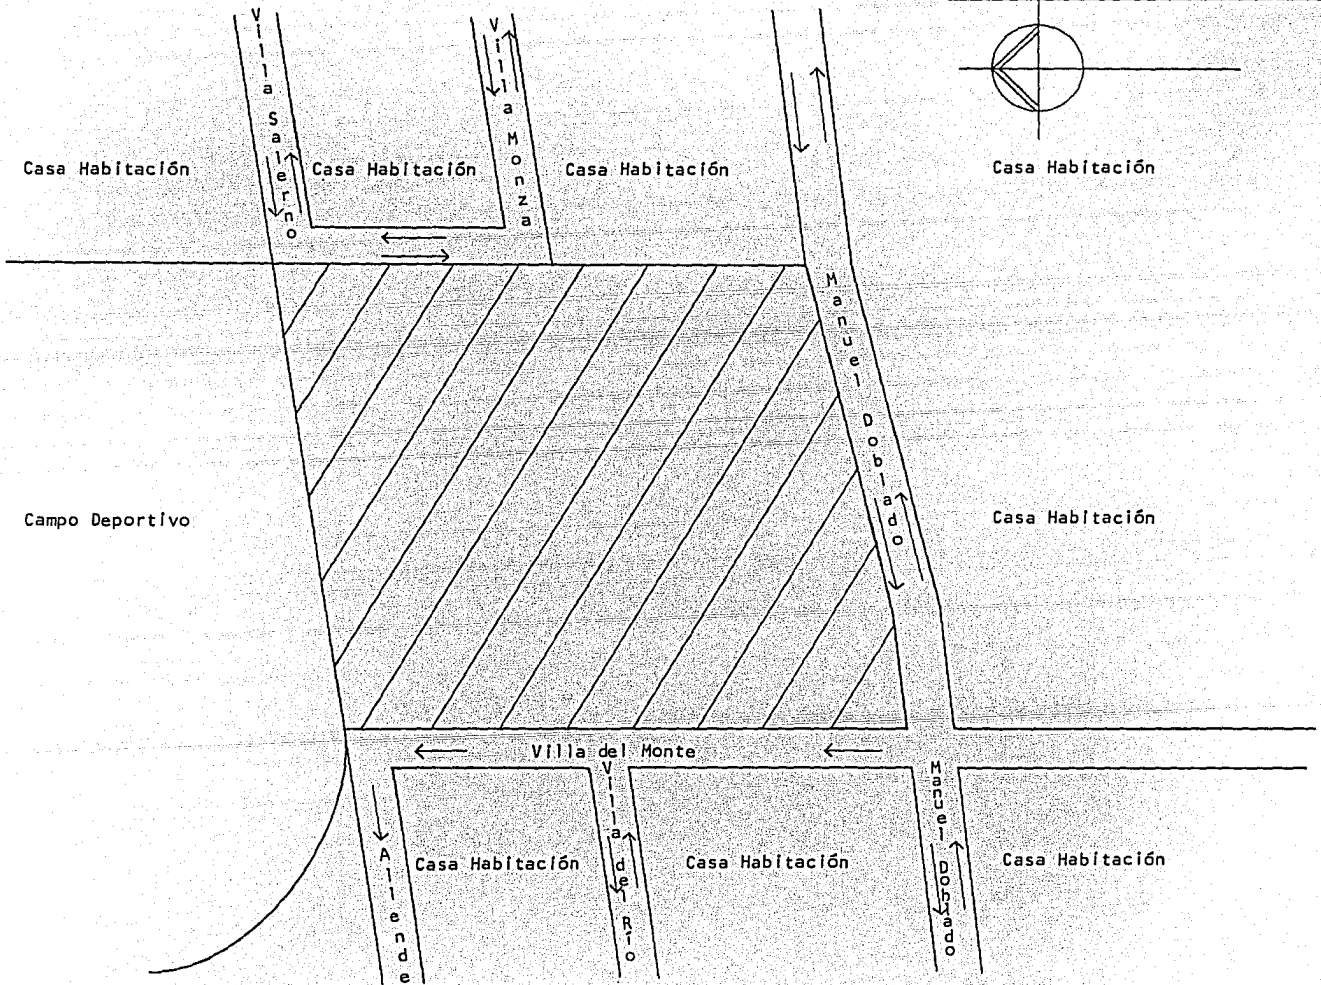 Villa Salerno
Villa Monza
Casa Habitación
Casa Habitación
Casa Habitación
Casa Habitación
Manuel Doblado
Campo Deportivo
Casa Habitación
Villa del Monte
Allende
Casa Habitación
Villa del Río
Casa Habitación
Manuel Doblado
Casa Habitación